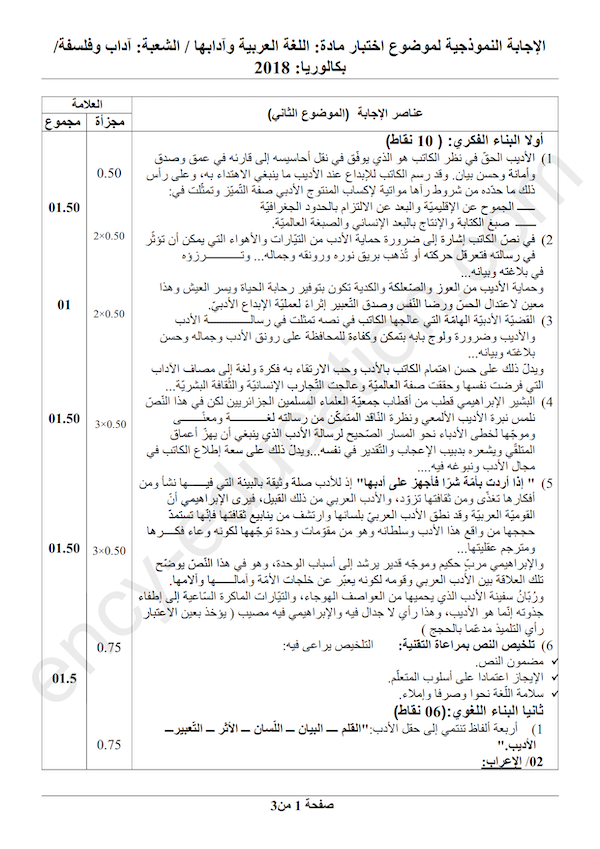 الإجابة النموذجية لموضوع اختبار مادة: اللغة العربية وآدابها / الشعبة: آداب وفلسفة/
بكالوريا: 2018
العلامة
عناصر الإجابة (الموضوع الثاني)
مجزأة
مجموع
أولا البناء الفكري: ( 10 نقاط)
1) الأديب الحقّ في نظر الكاتب هو الذي يوفّق في نقل أحاسيسه إلى قارئه في عمق وصدق
0.50
وأمانة وحسن بيان. وقد رسم الكاتب للإبداع عند الأديب ما ينبغي الاهتداء به، وعلى رأس
ذلك ما حدّده من شروط رآها مواتية لإكساب المنتوج الأدبي صفة التّميّز وتمثّلت في:
ـــ الجموح عن الإقليميّة والبعد عن الالتزام بالحدود الجغرافيّة
01.50
ـــ صبغ الكتابة والإنتاج بالبعد الإنساني والصبغة العالميّة.
2) في نصّ الكاتب إشارة إلى ضرورة حماية الأدب من التيّارات والأهواء التي يمكن أن تؤثّر
2×0.50
في رسالته فتعرقل حركته أو تُذهب بريق نوره ورونقه وجماله... وتـــــرزؤه
في بلاغته وبيانه...
وحماية الأديب من العوز والصّعلكة والكدية تكون بتوفير رحابة الحياة ويسر العيش وهذا
01
معين لاعتدال الحسّ ورضا النّفس وصدق التّعبير إثراءً لعمليّة الإبداع الأدبيّ.
3) القضيّة الأدبيّة الهامّة التي عالجها الكاتب في نصه تمثلت في رسالــــــة الأدب
2×0.50
والأديب وضرورة ولوج بابه بتمكن وكفاءة للمحافظة على رونق الأدب وجماله وحسن
بلاغته وبيانه...
ويدلّ ذلك على حسن اهتمام الكاتب بالأدب وحب الارتقاء به فكرة ولغة إلى مصاف الآداب
التي فرضت نفسها وحققت صفة العالميّة وعالجت التّجارب الإنسانيّة والثّقافة البشريّة...
4) البشير الإبراهيمي قطب من أقطاب جمعيّة العلماء المسلمين الجزائريين لكن في هذا النّصّ
01.50
3×0.50
نلمس نبرة الأديب الألمعي ونظرة النّاقد المتمكّن من رسالته لغـــــة ومعنــــى
وموجّها لخطى الأدباء نحو المسار الصّحيح لرسالة الأدب الذي ينبغي أن يهزّ أعماق
المتلقّي ويشعره بدبيب الإعجاب والتّقدير في نفسه...ويدلّ ذلك على سعة إطلاع الكاتب في
مجال الأدب ونبوغه فيه....
5) " إذا أردت بأمّة شرّا فأجهز على أدبها" إذ للأدب صلة وثيقة بالبيئة التي فيــــها نشأ ومن
أفكارها تغذّى ومن ثقافتها تزوّد، والأدب العربي من ذلك القبيل، فيرى الإبراهيمي أنّ
القوميّة العربيّة وقد نطق الأدب العربيّ بلسانها وارتشف من ينابيع ثقافتها فإنّها تستمدّ
حججها من واقع هذا الأدب وسلطانه وهو من مقوّمات وحدة توجّهها لكونه وعاء فكـــرها
01.50
3×0.50
ومترجم عقليتها...
والإبراهيمي مربّ حكيم وموجّه قدير يرشد إلى أسباب الوحدة، وهو في هذا النّصّ يوضّح
تلك العلاقة بين الأدب العربي وقومه لكونه يعبّر عن خلجات الأمّة وآمالــــها وآلامها.
ورُبّانُ سفينة الأدب الذي يحميها من العواصف الهوجاء، والتيّارات الماكرة السّاعية إلى إطفاء
جذوته إنّما هو الأديب، وهذا رأي لا جدال فيه والإبراهيمي فيه مصيب ( يؤخذ بعين الاعتبار
رأي التلميذ مدعّما بالحجج )
6) تلخيص النص بمراعاة التقنية: التلخيص يراعى فيه:
0.75
✓ مضمون النص.
✓ الإيجاز اعتمادا على أسلوب المتعلّم.
01.5
✓ سلامة اللّغة نحوا وصرفا وإملاء.
ثانيا البناء اللغوي:(06 نقاط)
1) أربعة ألفاظ تنتمي إلى حقل الأدب:"القلم ـــ البيان ـــ اللّسان ـــ الأثر ـــ التّعبيرـــ
0.75
الأديب."
02/ الإعراب:
صفحة 1 من3
ency-education.com